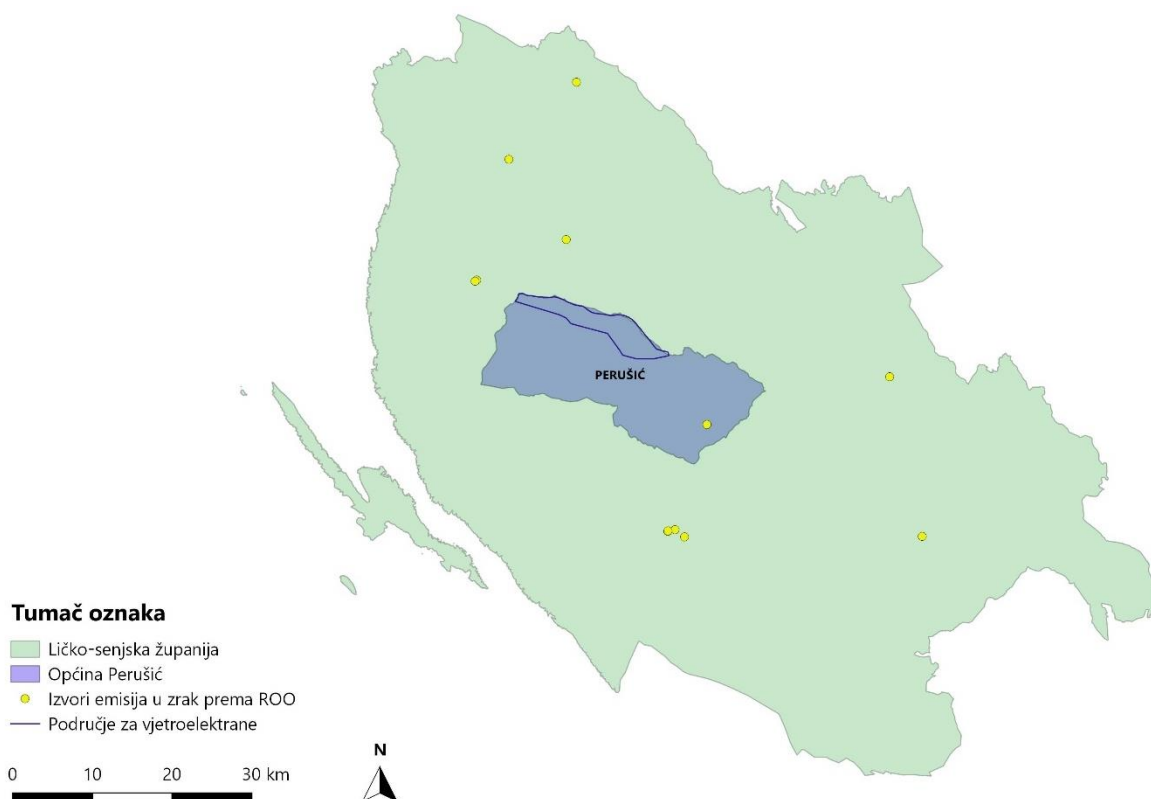 PERUŠIĆ
Tumač oznaka
Ličko-senjska županija
Općina Perušić
Izvori emisija u zrak prema ROO
Područje za vjetroelektrane
0 10 20 30 km
N